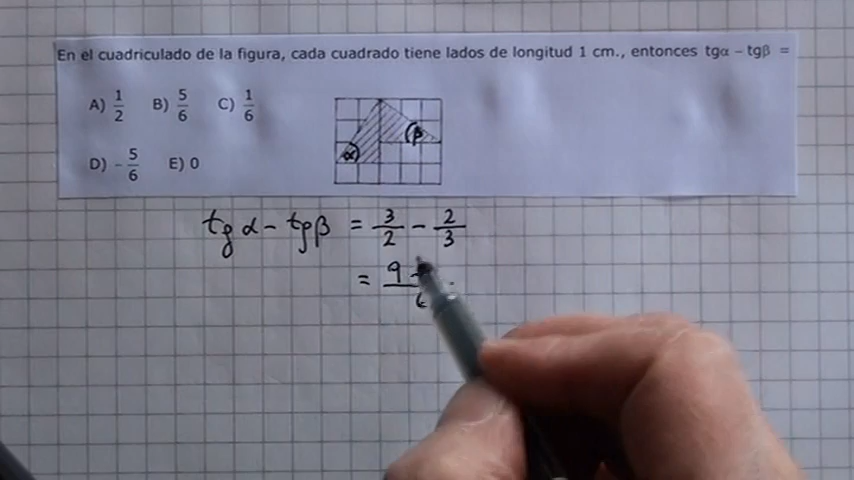 En el cuadriculado de la figura, cada cuadrado tiene lados de longitud 1 cm., entonces tgα – tgβ =
A) 1/2 B) 5/6 C) 1/6
D) - 5/6 E) 0
α β
tg α - tg β = 3/2 - 2/3
= 9 - / 6